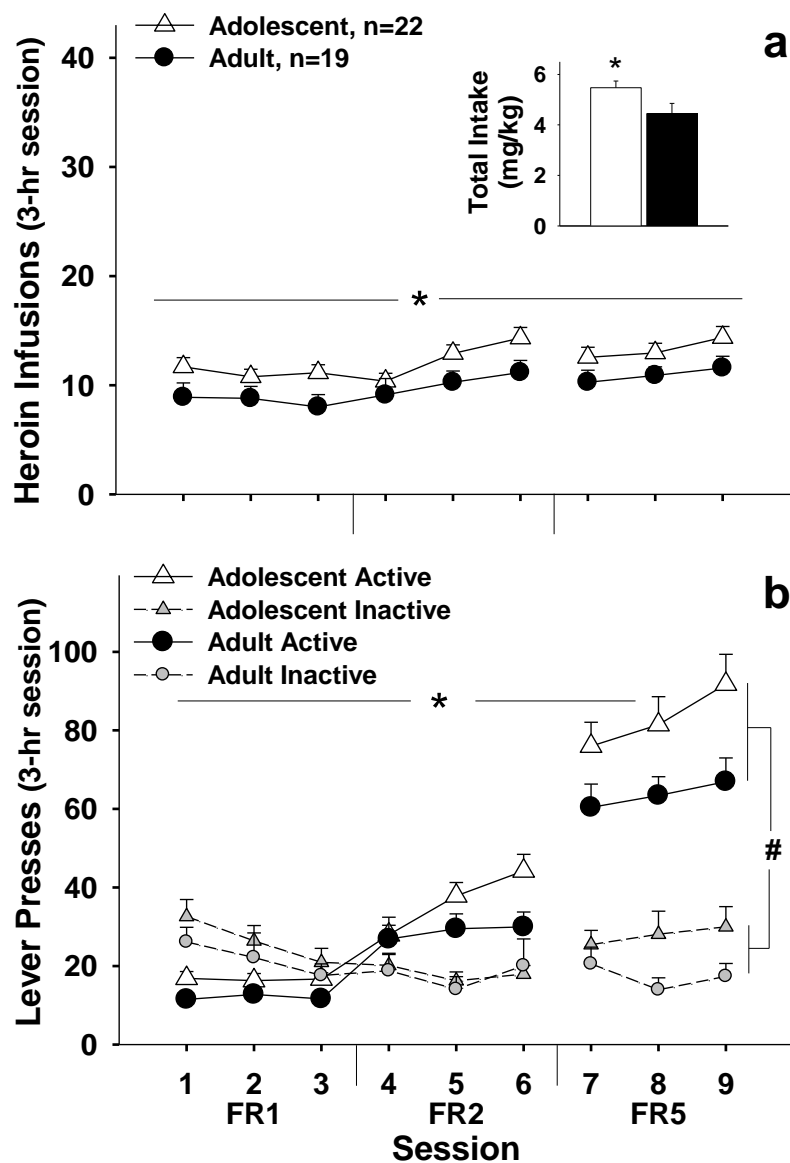 Adolescent, n=22
Adult, n=19
a
Heroin Infusions (3-hr session)
40
30
20
10
0
*
Total Intake
(mg/kg)
6
4
2
0
*
b
Adolescent Active
Adolescent Inactive
Adult Active
Adult Inactive
Lever Presses (3-hr session)
100
80
60
40
20
0
*
#
1 2 3 4 5 6 7 8 9
FR1 FR2 FR5
Session